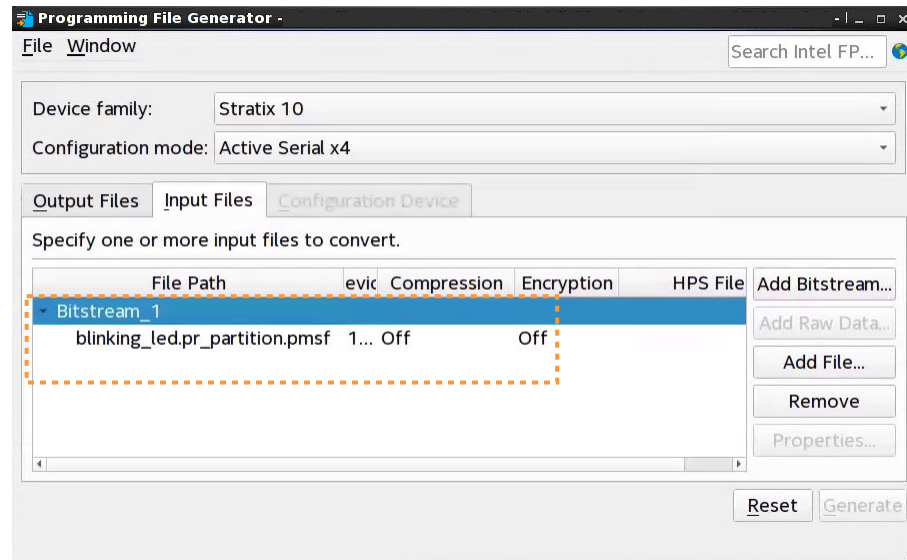 Programming File Generator -
File Window
Search Intel FP...
Device family: Stratix 10
Configuration mode: Active Serial x4
Output Files Input Files Configuration Device
Specify one or more input files to convert.
File Path evic Compression Encryption HPS File
Add Bitstream...
Bitstream_1
Add Raw Data...
blinking_led.pr_partition.pmsf 1... Off Off
Add File...
Remove
Properties...
Reset Generate